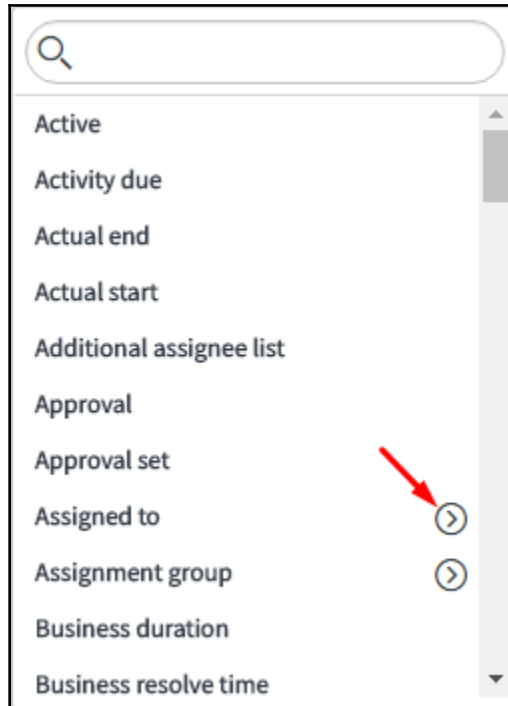 Active
Activity due
Actual end
Actual start
Additional assignee list
Approval
Approval set
Assigned to
Assignment group
Business duration
Business resolve time